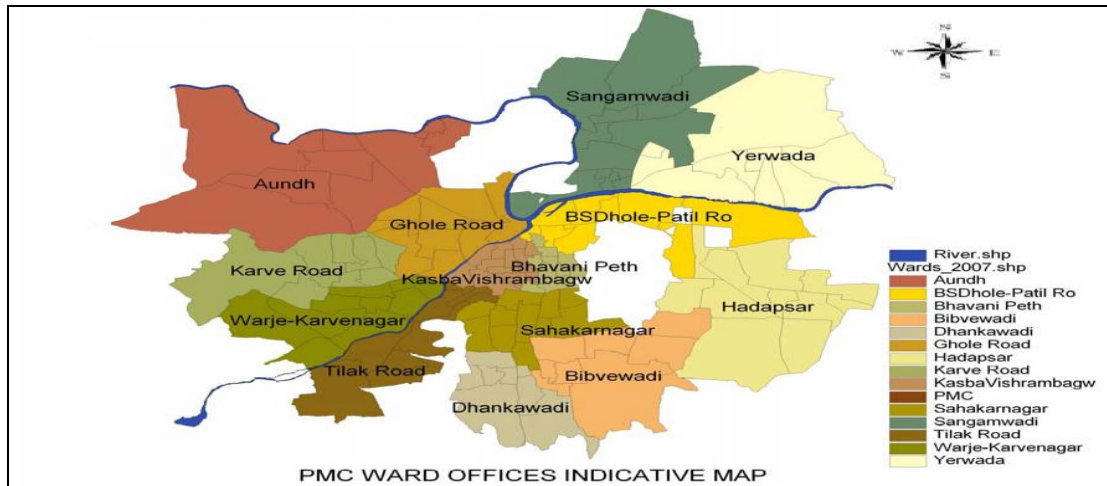 N
W E
S
Sangamwadi
Yerwada
Aundh
Ghole Road
BSDhole-Patil Ro
Karve Road
KasbaVishrambagw
Bhavani Peth
Hadapsar
Warje-Karvenagar
Sahakarnagar
Tilak Road
Bibvewadi
Dhankawadi
River.shp
Wards_2007.shp
Aundh
BSDhole-Patil Ro
Bhavani Peth
Bibvewadi
Dhankawadi
Ghole Road
Hadapsar
Karve Road
KasbaVishrambagw
PMC
Sahakarnagar
Sangamwadi
Tilak Road
Warje-Karvenagar
Yerwada
PMC WARD OFFICES INDICATIVE MAP